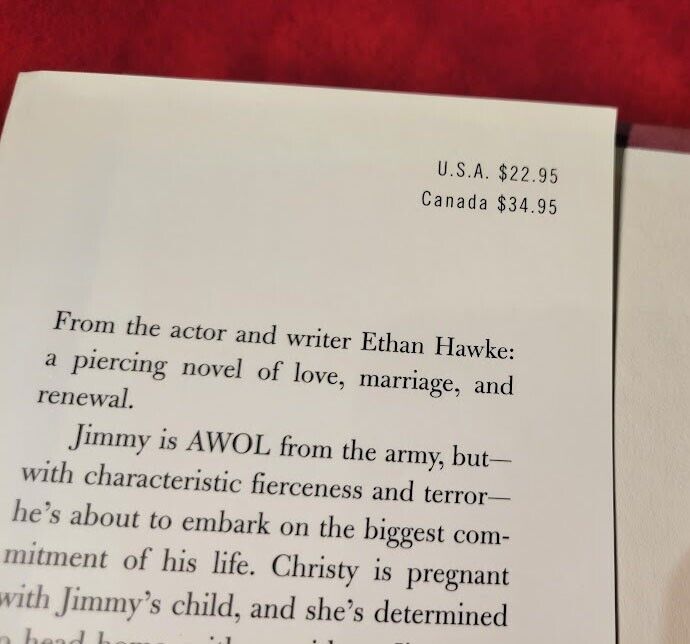 U.S.A. $22.95
Canada $34.95
From the actor and writer Ethan Hawke:
a piercing novel of love, marriage, and
renewal.
Jimmy is AWOL from the army, but—
with characteristic fierceness and terror—
he's about to embark on the biggest com-
mitment of his life. Christy is pregnant
with Jimmy's child, and she's determined
head home